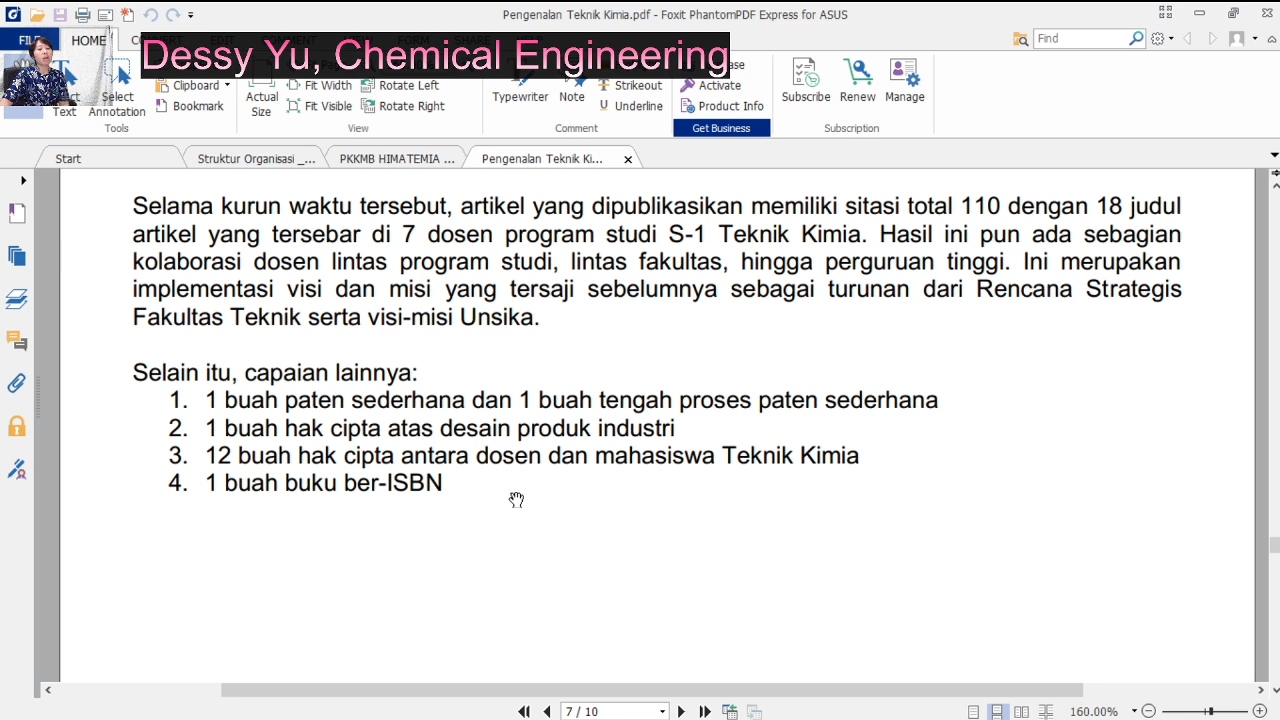 Pengenalan Teknik Kimia.pdf - Foxit PhantomPDF Express for ASUS
FILE
HOME
Find
Dessy Yu, Chemical Engineering
Text
Select
Annotation
Clipboard
Bookmark
Tools
Actual
Size
Fit Width
Fit Visible
Rotate Left
Rotate Right
View
Typewriter
Note
Strikeout
Underline
Comment
Activate
Product Info
Get Business
Subscribe
Renew
Manage
Subscription
Start
Struktur Organisasi _...
PKKMB HIMATEMIA ...
Pengenalan Teknik Ki...
Selama kurun waktu tersebut, artikel yang dipublikasikan memiliki sitasi total 110 dengan 18 judul
artikel yang tersebar di 7 dosen program studi S-1 Teknik Kimia. Hasil ini pun ada sebagian
kolaborasi dosen lintas program studi, lintas fakultas, hingga perguruan tinggi. Ini merupakan
implementasi visi dan misi yang tersaji sebelumnya sebagai turunan dari Rencana Strategis
Fakultas Teknik serta visi-misi Unsika.
Selain itu, capaian lainnya:
1. 1 buah paten sederhana dan 1 buah tengah proses paten sederhana
2. 1 buah hak cipta atas desain produk industri
3. 12 buah hak cipta antara dosen dan mahasiswa Teknik Kimia
4. 1 buah buku ber-ISBN
7 / 10
160.00%